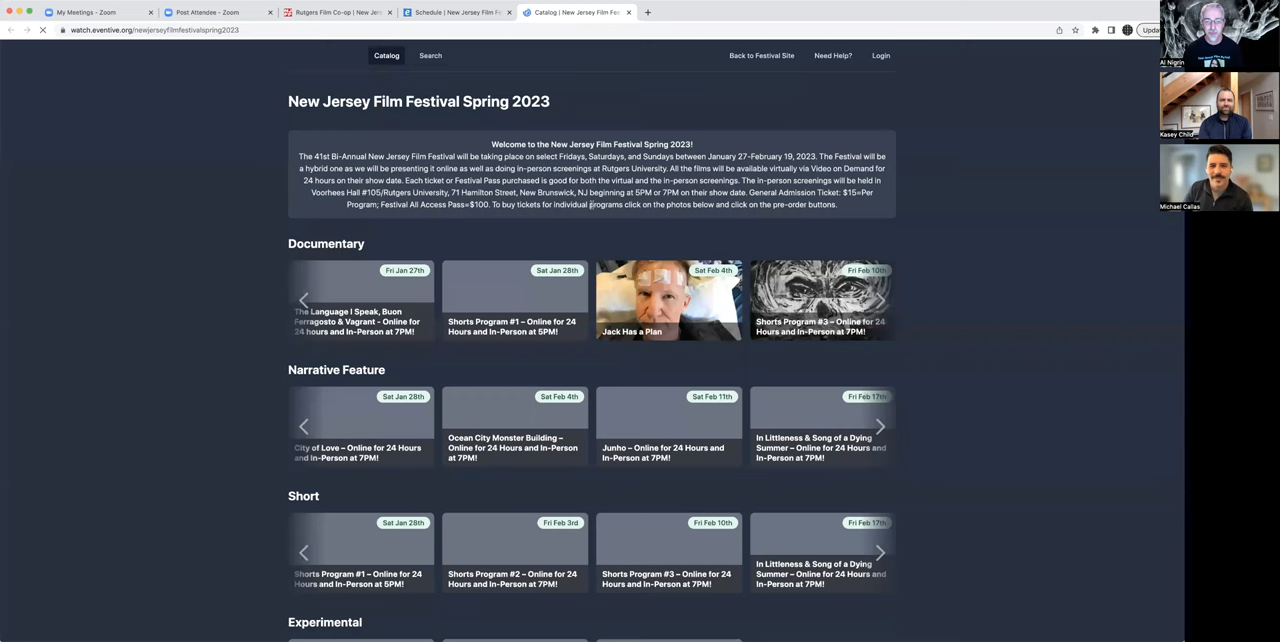 My Meetings - Zoom
Post Attendee - Zoom
Rutgers Film Co-op | New Jers
Schedule | New Jersey Film Fe
Catalog | New Jersey Film Fes
watch.eventive.org/newjerseyfilmfestivalspring2023
Updat
Catalog
Search
Back to Festival Site
Need Help?
Login
New Jersey Film Festival Spring 2023
Welcome to the New Jersey Film Festival Spring 2023!
The 41st Bi-Annual New Jersey Film Festival will be taking place on select Fridays, Saturdays, and Sundays between January 27-February 19, 2023. The Festival will be
a hybrid one as we will be presenting it online as well as doing in-person screenings at Rutgers University. All the films will be available virtually via Video on Demand for
24 hours on their show date. Each ticket or Festival Pass purchased is good for both the virtual and the in-person screenings. The in-person screenings will be held in
Voorhees Hall #105/Rutgers University, 71 Hamilton Street, New Brunswick, NJ beginning at 5PM or 7PM on their show date. General Admission Ticket: $15=Per
Program; Festival All Access Pass=$100. To buy tickets for individual programs click on the photos below and click on the pre-order buttons.
Documentary
Fri Jan 27th
The Language I Speak, Buon
Ferragosto & Vagrant - Online for
24 hours and In-Person at 7PM!
Sat Jan 28th
Shorts Program #1 – Online for 24
Hours and In-Person at 5PM!
Sat Feb 4th
Jack Has a Plan
Fri Feb 10th
Shorts Program #3 – Online for 24
Hours and In-Person at 7PM!
Narrative Feature
Sat Jan 28th
City of Love – Online for 24 Hours
and In-Person at 7PM!
Sat Feb 4th
Ocean City Monster Building –
Online for 24 Hours and In-Person
at 7PM!
Sat Feb 11th
Junho – Online for 24 Hours and
In-Person at 7PM!
Fri Feb 17th
In Littleness & Song of a Dying
Summer – Online for 24 Hours and
In-Person at 7PM!
Short
Sat Jan 28th
Shorts Program #1 – Online for 24
Hours and In-Person at 5PM!
Fri Feb 3rd
Shorts Program #2 – Online for 24
Hours and In-Person at 7PM!
Fri Feb 10th
Shorts Program #3 – Online for 24
Hours and In-Person at 7PM!
Fri Feb 17th
In Littleness & Song of a Dying
Summer – Online for 24 Hours and
In-Person at 7PM!
Experimental
Al Nigrin
Kasey Child
Michael Callas